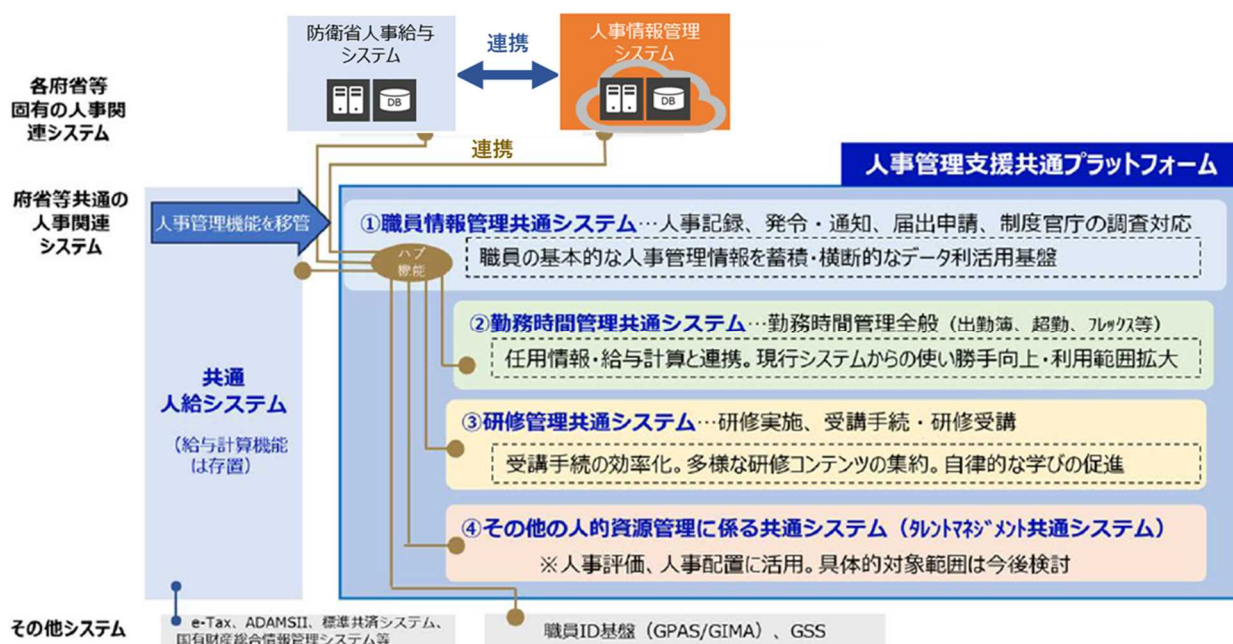 防衛省人事給与
システム
DB
連携
人事情報管理
システム
DB
各府省等
固有の人事関
連システム
連携
人事管理支援共通プラットフォーム
府省等共通の
人事関連
システム
人事管理機能を移管
①職員情報管理共通システム…人事記録、発令・通知、届出申請、制度官庁の調査対応
ハブ
機能
職員の基本的な人事管理情報を蓄積・横断的なデータ利活用基盤
②勤務時間管理共通システム…勤務時間管理全般（出勤簿、超勤、ﾌﾚｯｸｽ等）
任用情報・給与計算と連携。現行システムからの使い勝手向上・利用範囲拡大
共通
人給システム
（給与計算機能
は存置）
③研修管理共通システム…研修実施、受講手続・研修受講
受講手続の効率化。多様な研修コンテンツの集約。自律的な学びの促進
④その他の人的資源管理に係る共通システム（ﾀﾚﾝﾄﾏﾈｼﾞﾒﾝﾄ共通システム）
※人事評価、人事配置に活用。具体的対象範囲は今後検討
その他システム
e-Tax、ADAMSII、標準共済システム、
国有財産総合情報管理システム等
職員ID基盤（GPAS/GIMA）、GSS